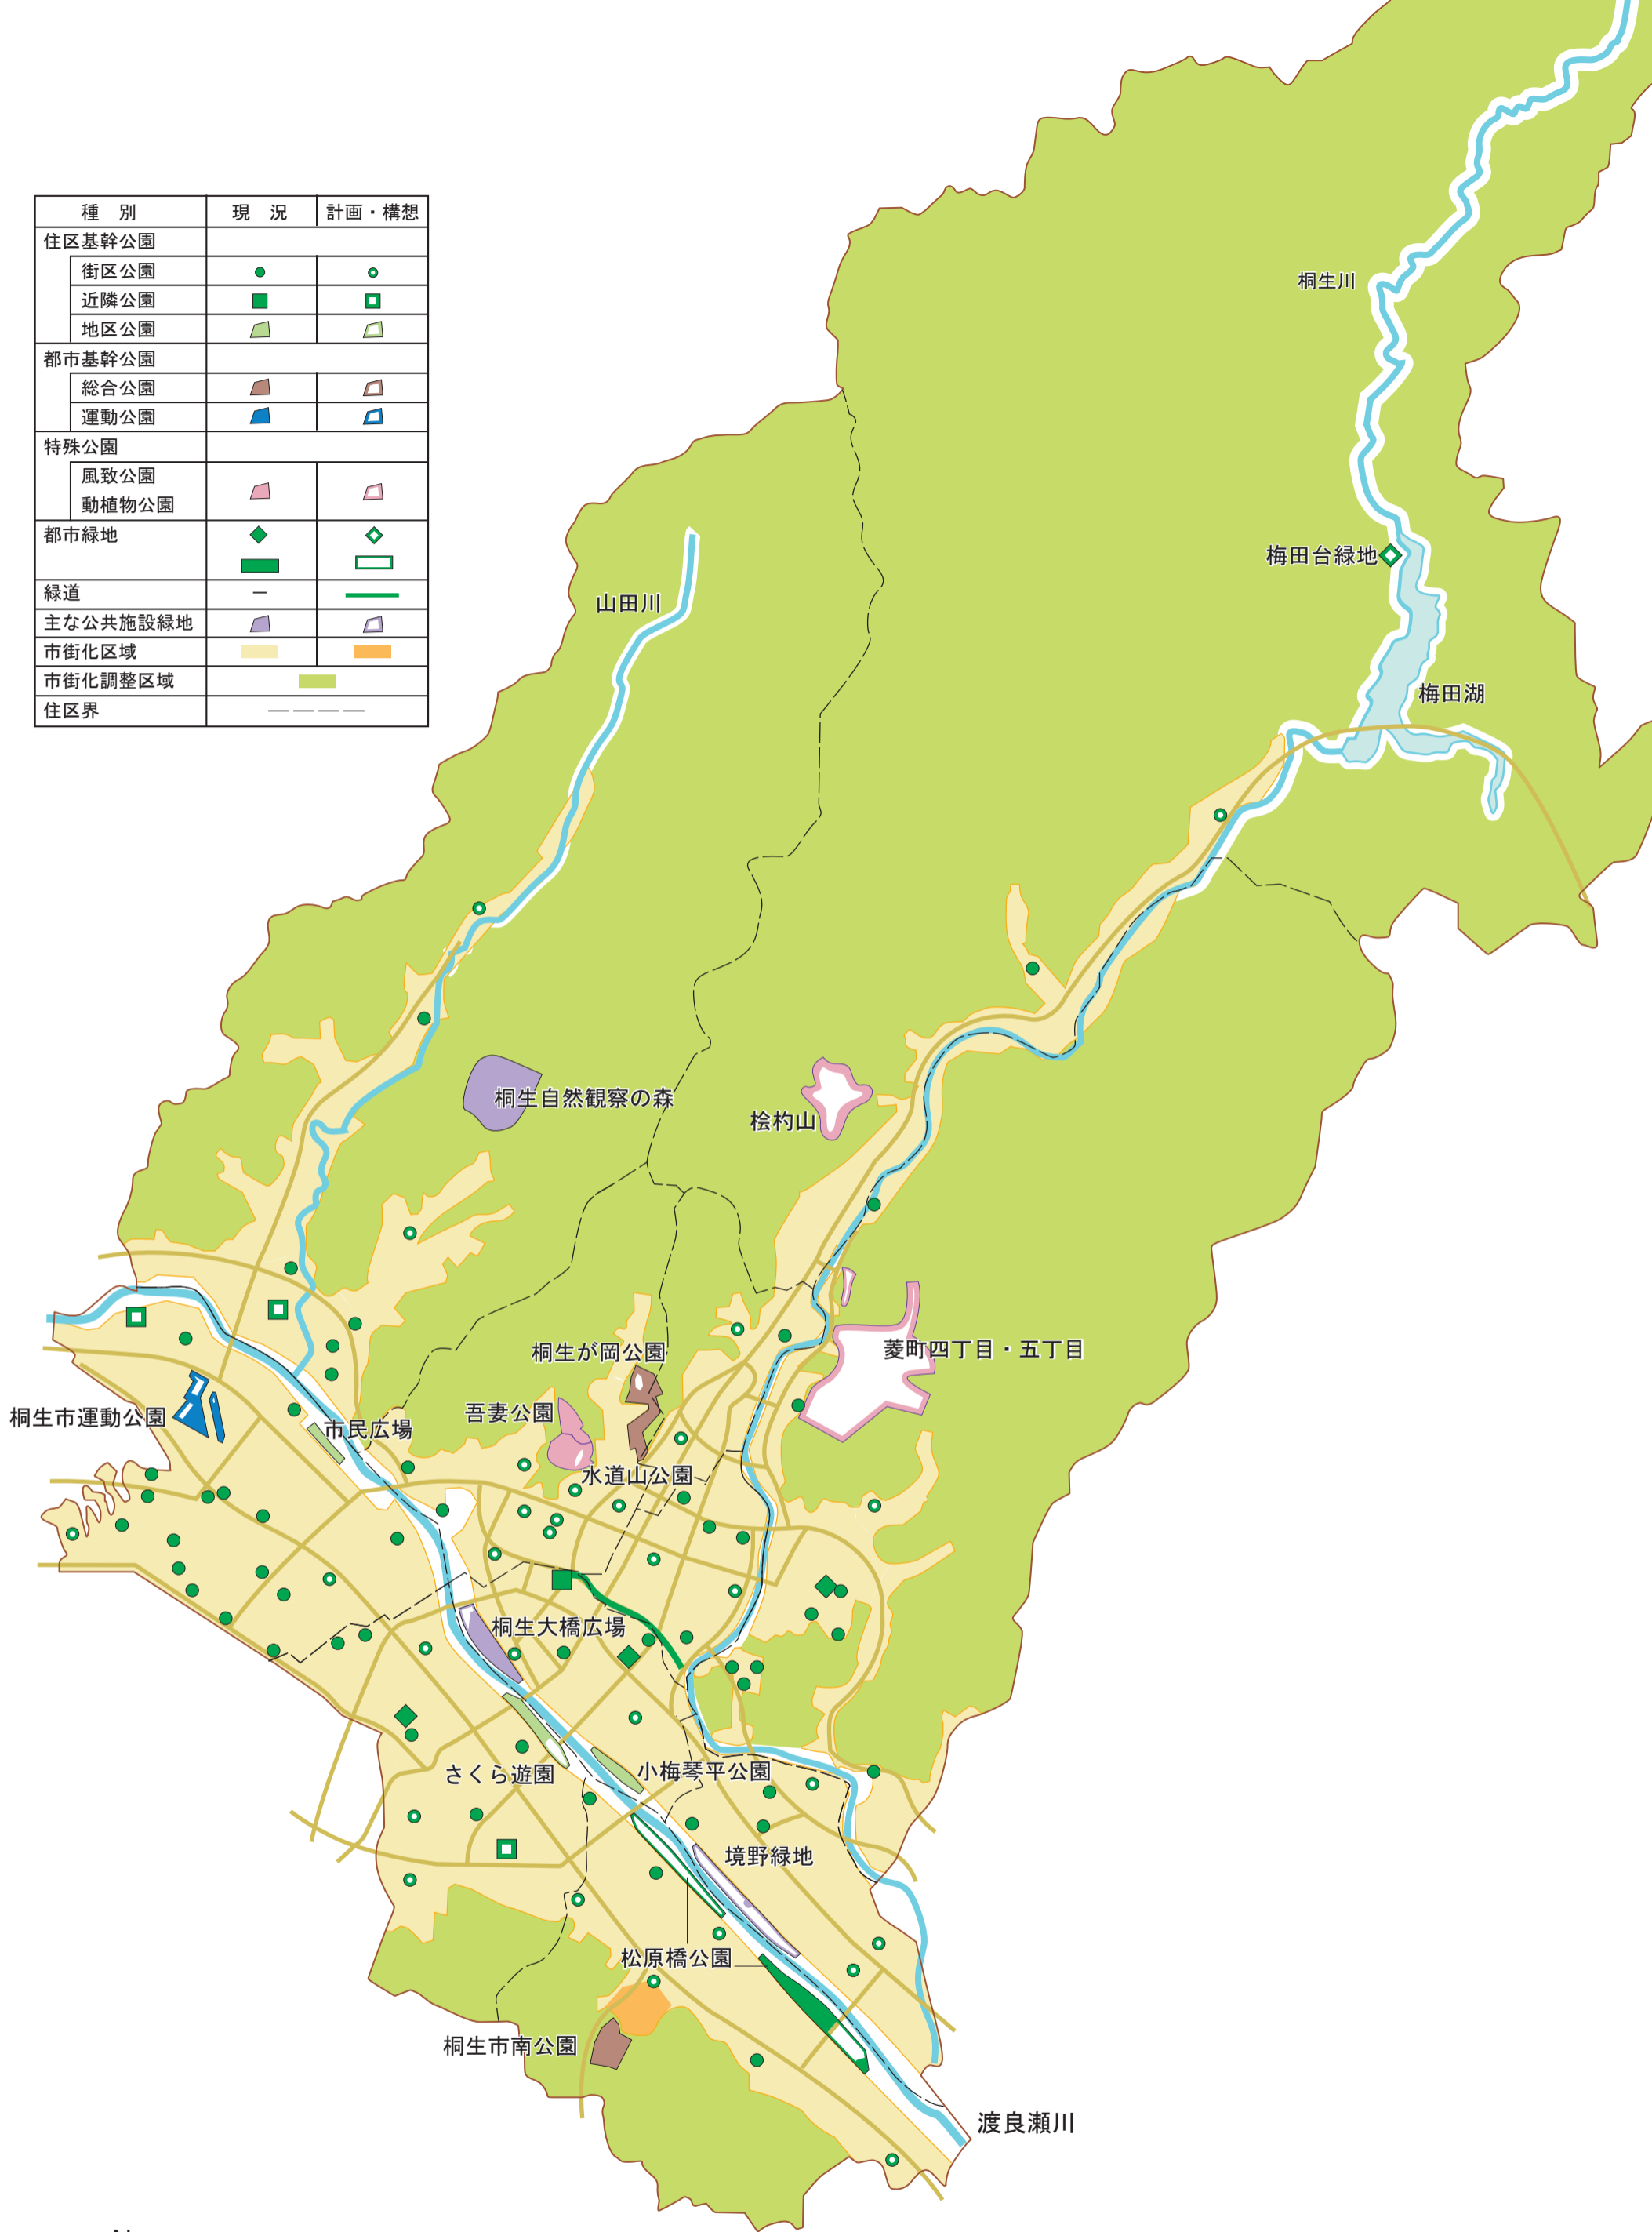 種 別 現 況 計画・構想
住区基幹公園
街区公園
近隣公園
地区公園
都市基幹公園
総合公園
運動公園
特殊公園
風致公園
動植物公園
都市緑地
緑道
主な公共施設緑地
市街化区域
市街化調整区域
住区界
桐生川
梅田台緑地
山田川
梅田湖
桐生自然観察の森
桧杓山
菱町四丁目・五丁目
桐生が岡公園
吾妻公園
桐生市運動公園
市民広場
水道山公園
桐生大橋広場
さくら遊園
小梅琴平公園
境野緑地
松原橋公園
桐生市南公園
渡良瀬川